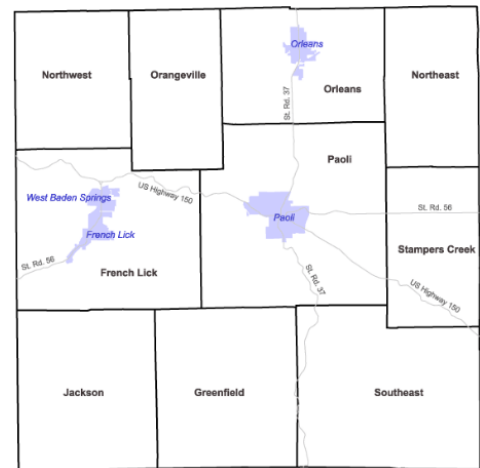 Orleans
Northwest
Orangeville
Northeast
Orleans
St. Rd. 37
Paoli
US Highway 150
West Baden Springs
St. Rd. 56
Paoli
French Lick
Stampers Creek
St. Rd. 56
French Lick
St. Rd. 37
US Highway 150
Jackson
Greenfield
Southeast